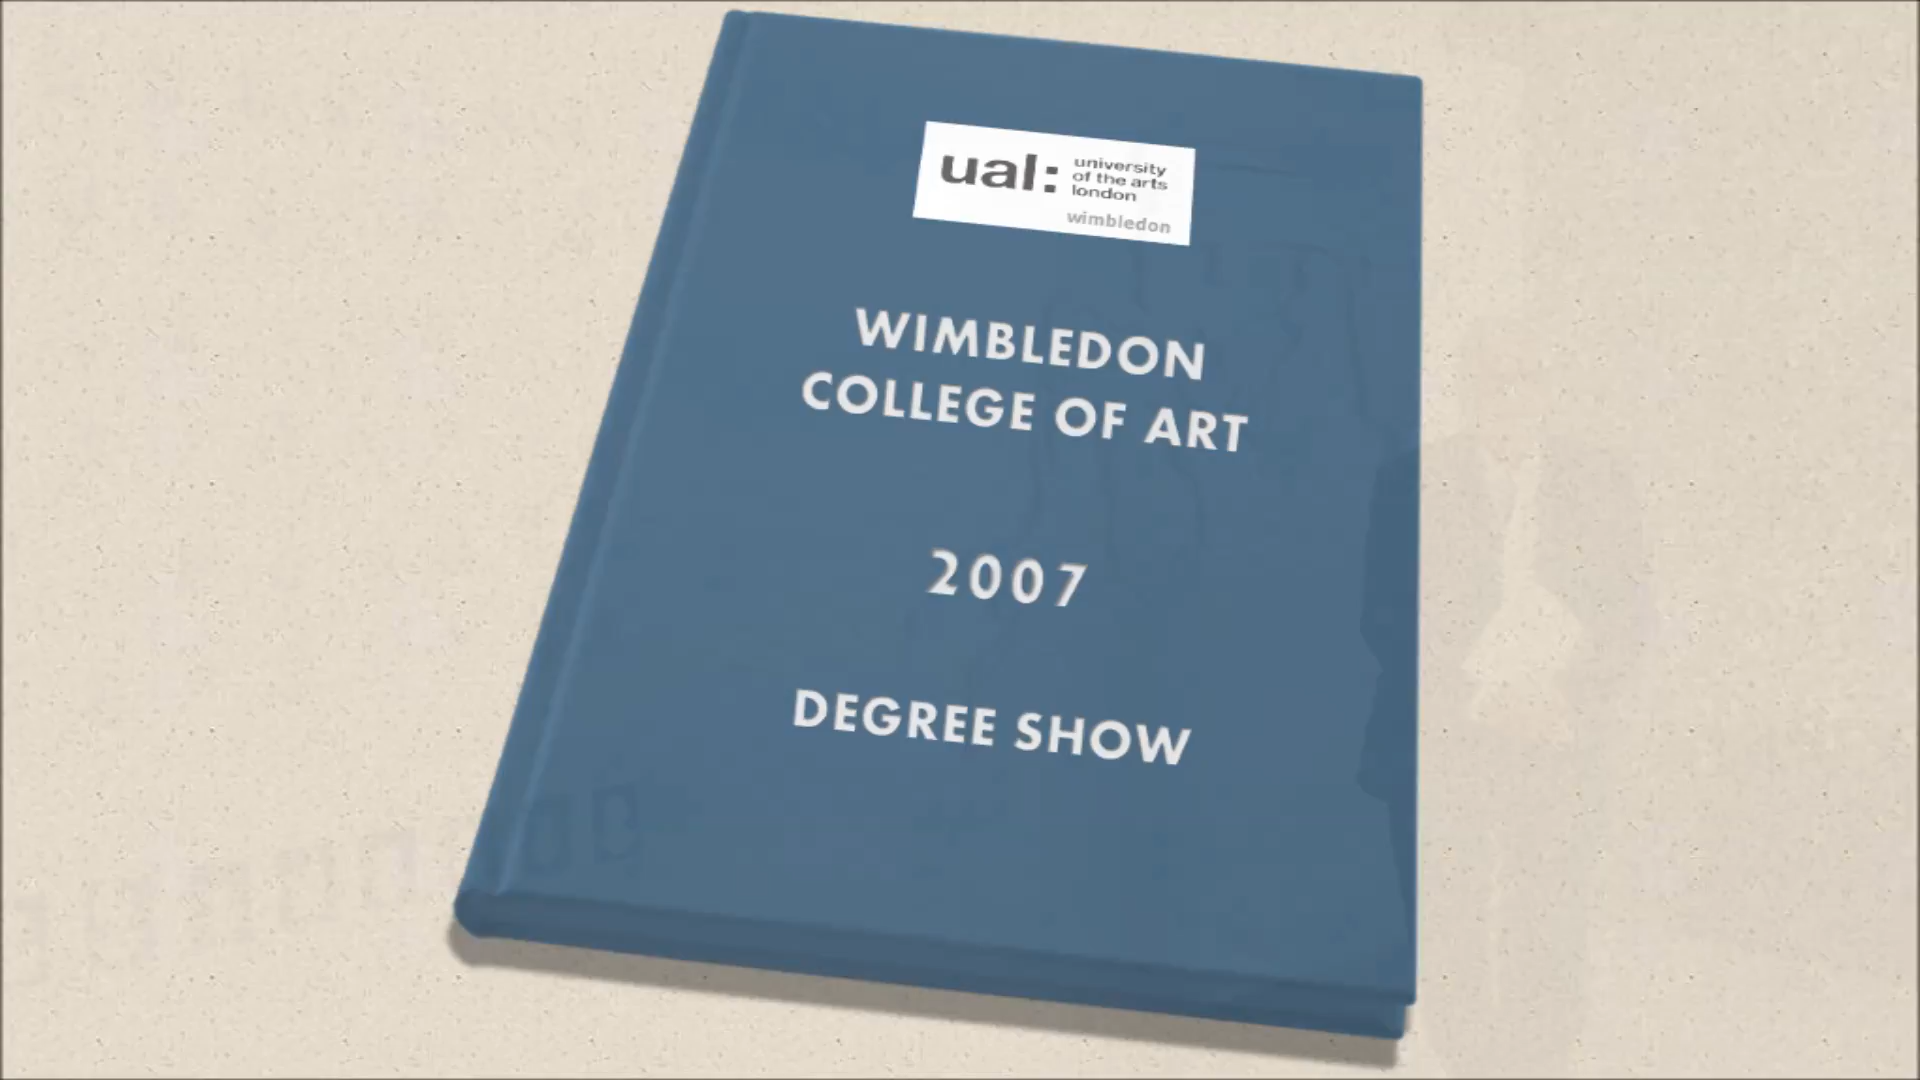 ual:
university
of the arts
london
wimbledon
WIMBLEDON
COLLEGE OF ART
2007
DEGREE SHOW